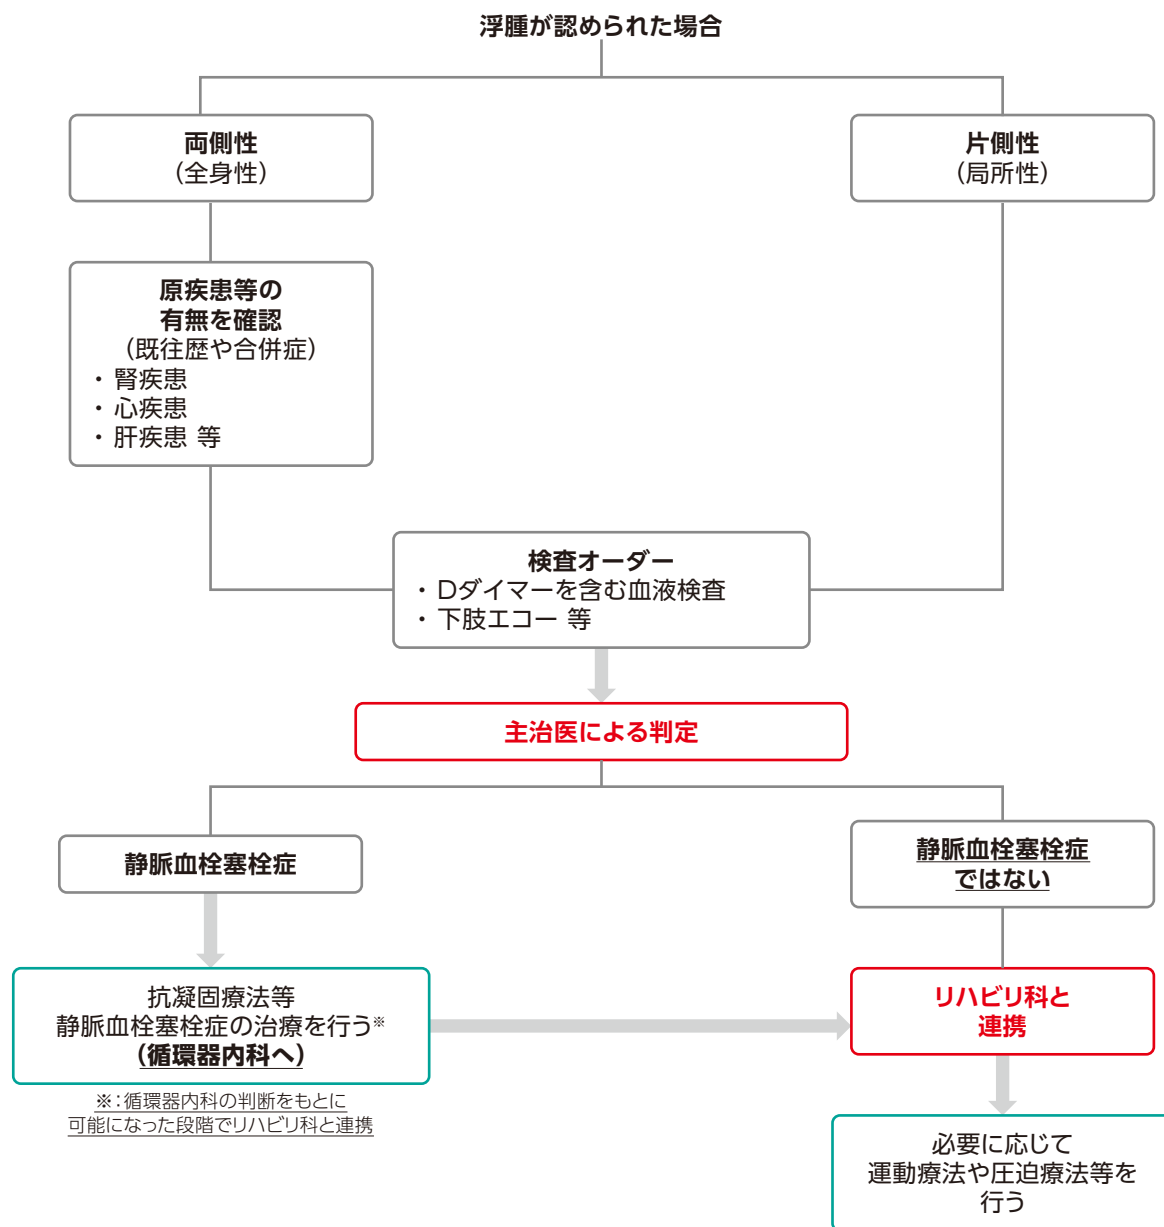 浮腫が認められた場合
両側性
（全身性）
片側性
（局所性）
原疾患等の
有無を確認
（既往歴や合併症）
・ 腎疾患
・ 心疾患
・ 肝疾患 等
検査オーダー
・ Dダイマーを含む血液検査
・ 下肢エコー 等
主治医による判定
静脈血栓塞栓症
静脈血栓塞栓症
ではない
抗凝固療法等
静脈血栓塞栓症の治療を行う※
（循環器内科へ）
※：循環器内科の判断をもとに
可能になった段階でリハビリ科と連携
リハビリ科と
連携
必要に応じて
運動療法や圧迫療法等を
行う